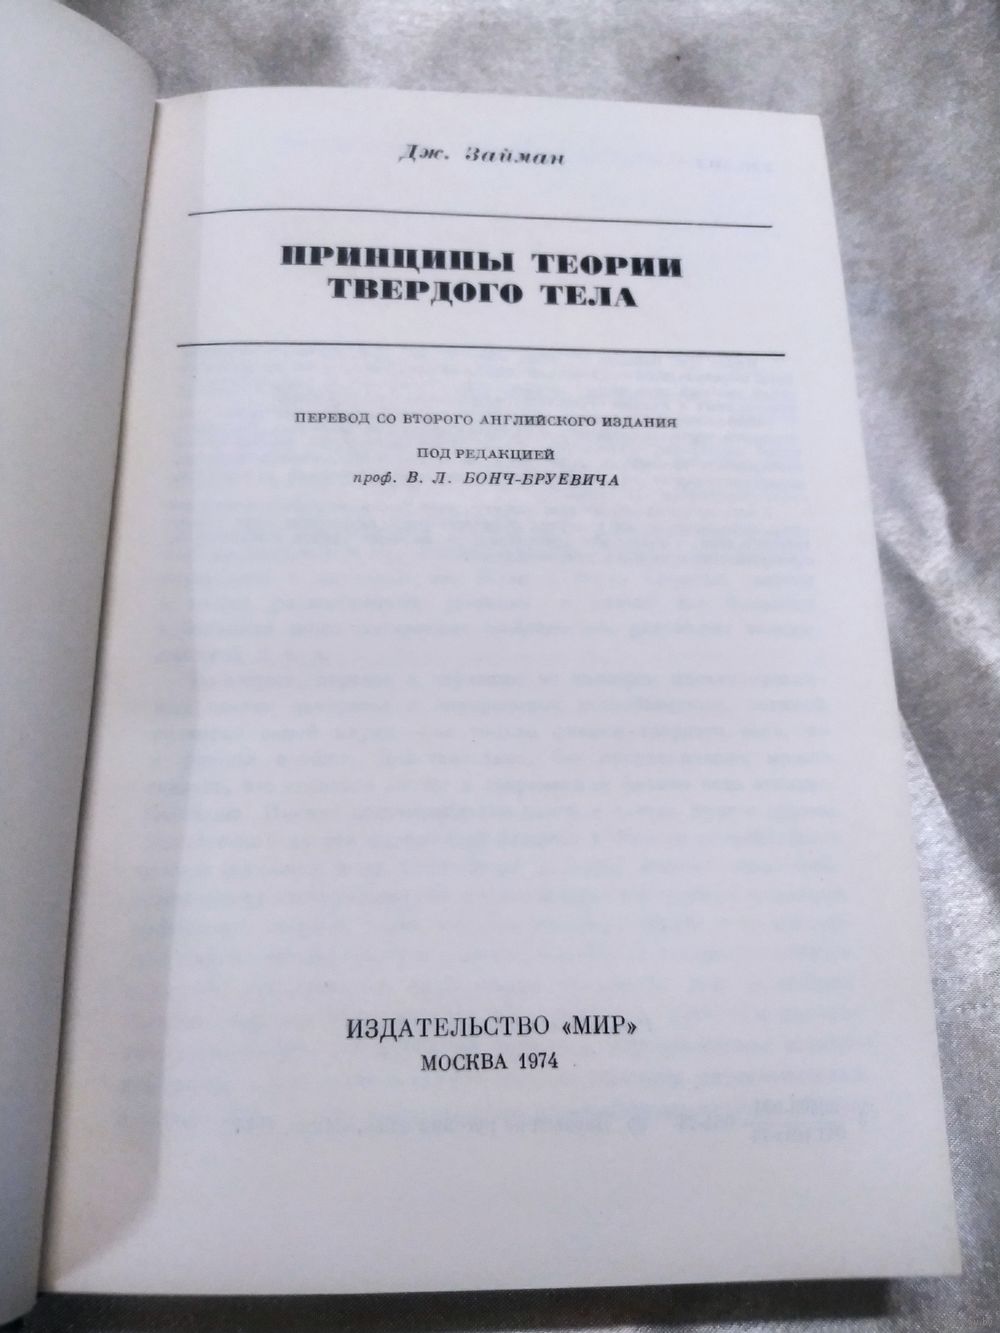 Дж. Займан
ПРИНЦИПЫ ТЕОРИИ
ТВЕРДОГО ТЕЛА
ПЕРЕВОД СО ВТОРОГО АНГЛИЙСКОГО ИЗДАНИЯ
ПОД РЕДАКЦИЕЙ
проф. В. Л. БОНЧ-БРУЕВИЧА
ИЗДАТЕЛЬСТВО «МИР»
МОСКВА 1974